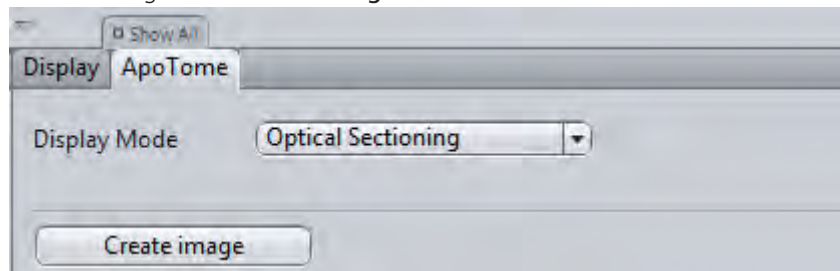 Show All
Display ApoTome
Display Mode Optical Sectioning
Create image